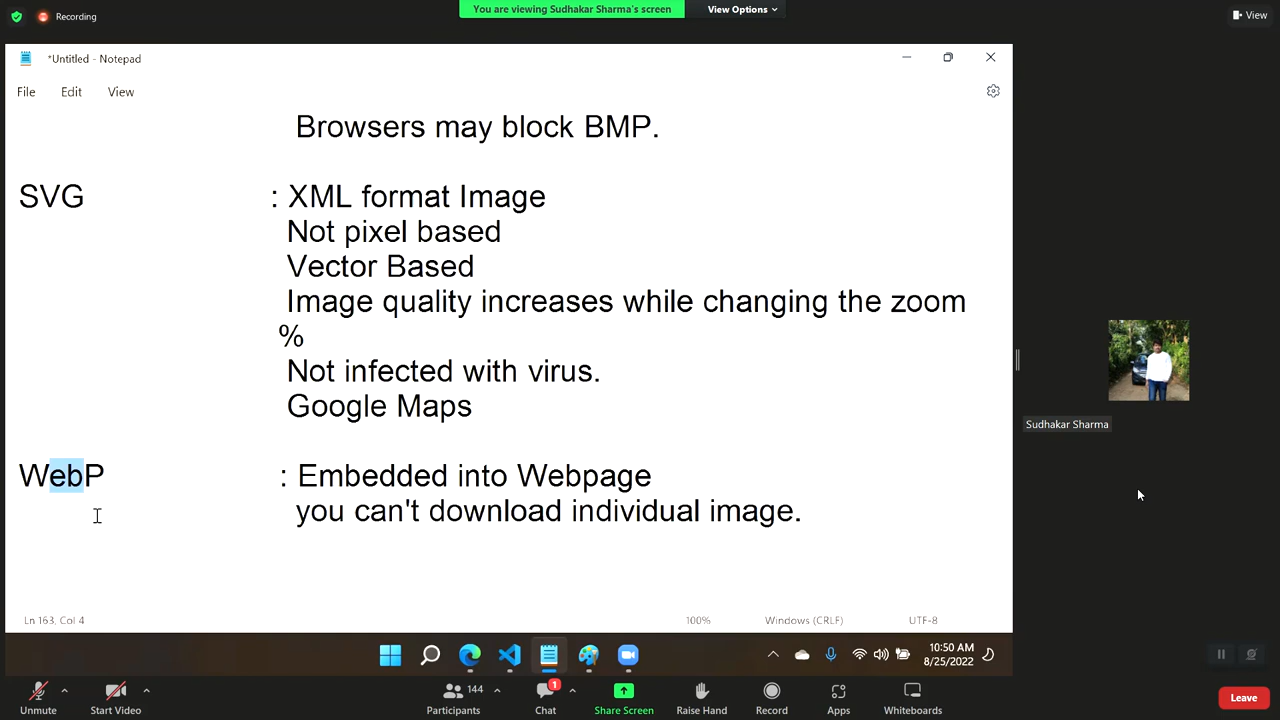 Recording
You are viewing Sudhakar Sharma's screen
View Options
View
*Untitled - Notepad
File Edit View
Browsers may block BMP.
SVG : XML format Image
Not pixel based
Vector Based
Image quality increases while changing the zoom
%
Not infected with virus.
Google Maps
WebP : Embedded into Webpage
you can't download individual image.
Sudhakar Sharma
Ln 163, Col 4 100% Windows (CRLF) UTF-8
10:50 AM
8/25/2022
144
1
Unmute Start Video Participants Chat Share Screen Raise Hand Record Apps Whiteboards Leave